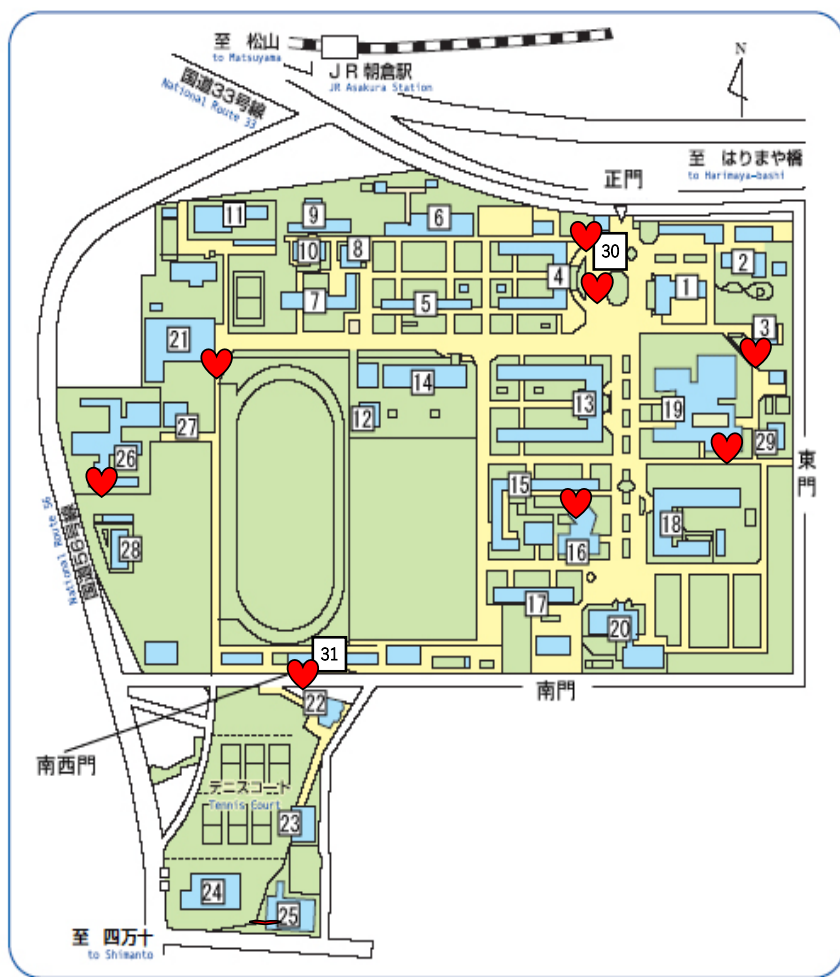 至 松山
to Matsuyama
JR朝倉駅
JR Asakura Station
国道33号線
National Route 33
N
至 はりまや橋
to Harimaya-bashi
正門
11
9
6
10
8
30
4
2
1
7
5
3
21
14
12
13
19
27
29
26
東門
15
28
18
16
17
20
国道56号線
National Route 56
31
22
南門
南西門
テニスコート
Tennis Court
23
24
25
至 四万十
to Shimanto